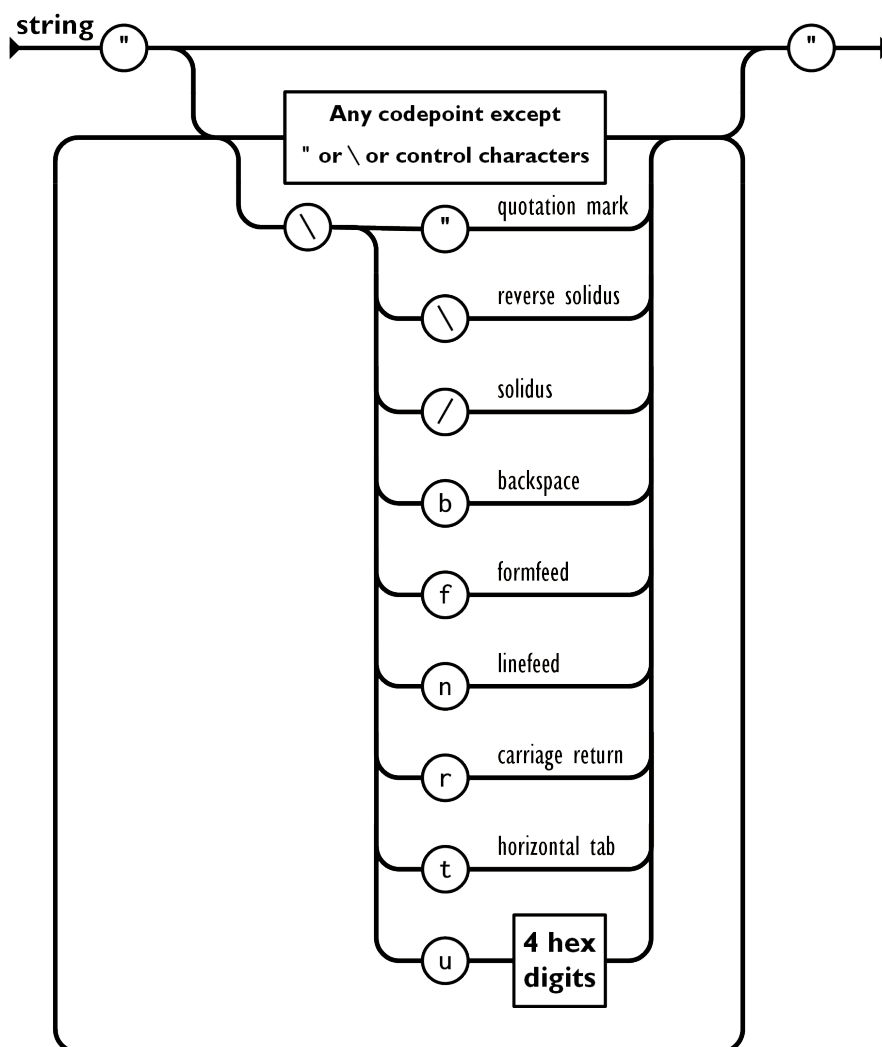 string
" "
Any codepoint except
" or \ or control characters
\ " quotation mark
\ reverse solidus
/ solidus
b backspace
f formfeed
n linefeed
r carriage return
t horizontal tab
u 4 hex
digits